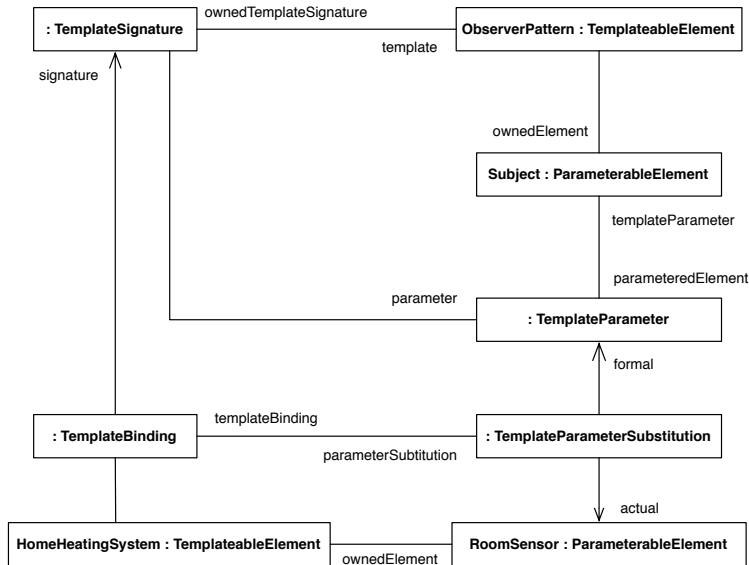 ownedTemplateSignature
: TemplateSignature
ObserverPattern : TemplateableElement
template
signature
ownedElement
Subject : ParameterableElement
templateParameter
parameteredElement
parameter
: TemplateParameter
formal
templateBinding
: TemplateBinding
: TemplateParameterSubstitution
parameterSubtitution
actual
HomeHeatingSystem : TemplateableElement
RoomSensor : ParameterableElement
ownedElement